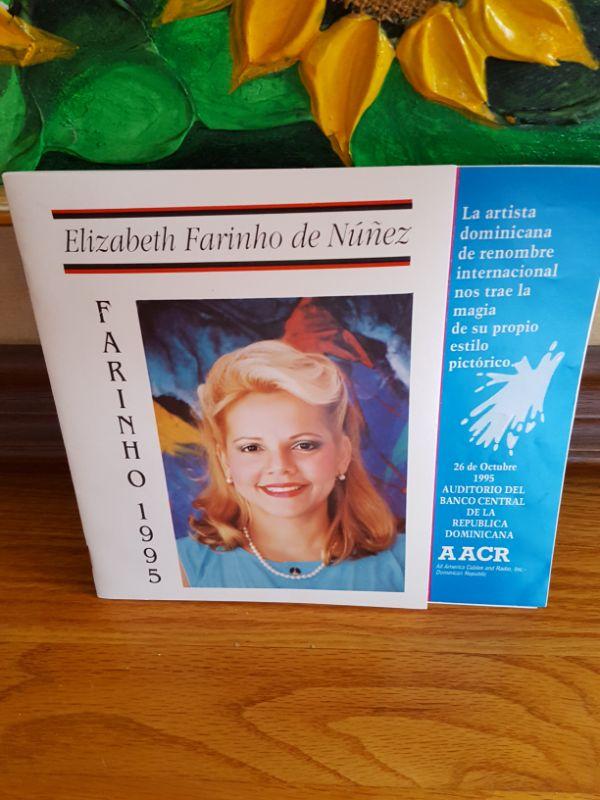 Elizabeth Farinho de Núñez
FARINHO 1995
La artista
dominicana
de renombre
internacional
nos trae la
magia
de su propio
estilo
pictórico.
26 de Octubre
1995
AUDITORIO DEL
BANCO CENTRAL
DE LA
REPUBLICA
DOMINICANA
AACR
All America Cables and Radio, Inc.-
Dominican Republic